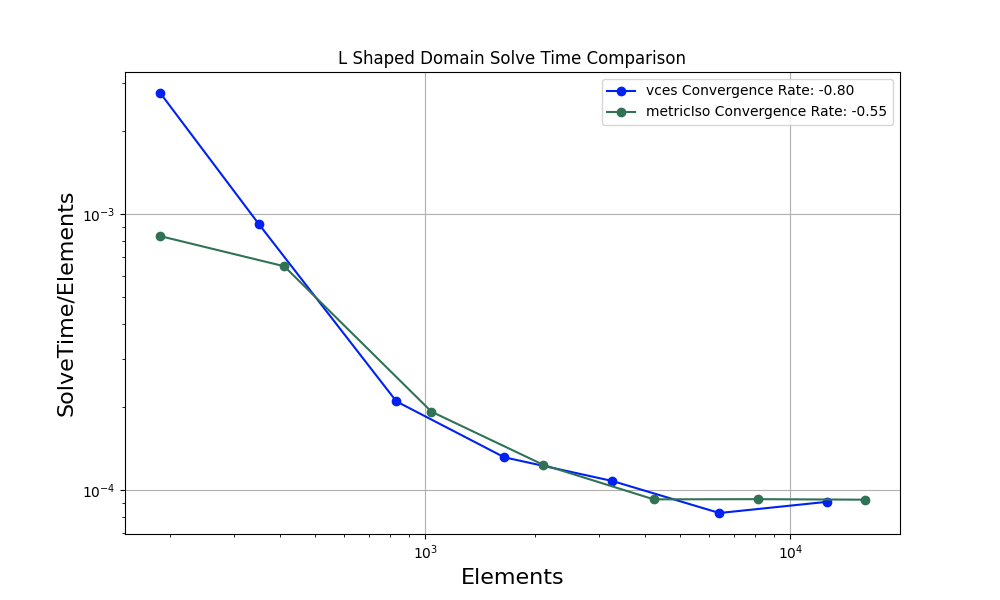 L Shaped Domain Solve Time Comparison
vces Convergence Rate: -0.80
metricIso Convergence Rate: -0.55
SolveTime/Elements
10⁻³
10⁻⁴
10³
10⁴
Elements